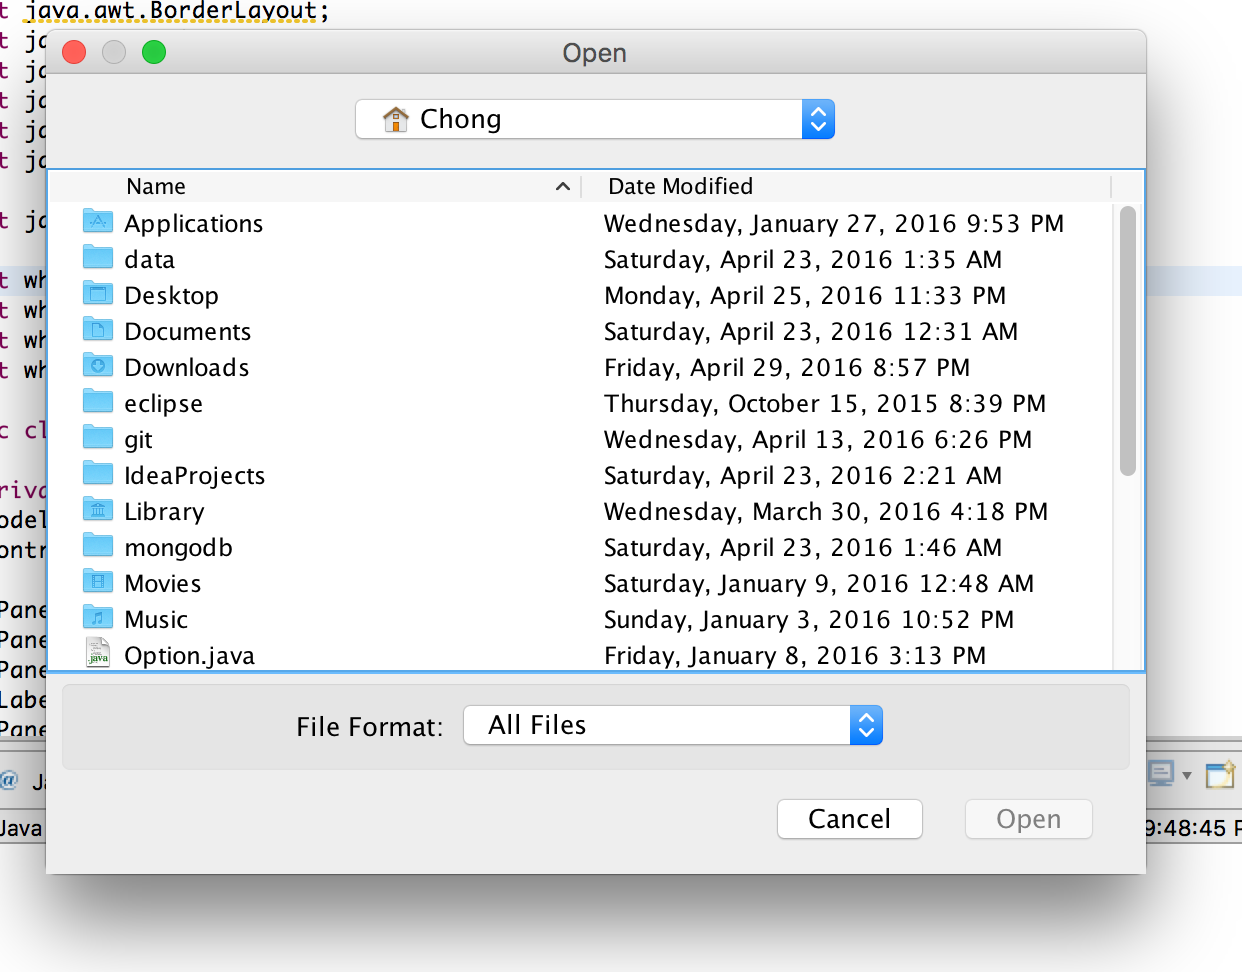 t java.awt.BorderLayout;
t ja
Open
t ja
t ja
Chong
t ja
t ja
Name Date Modified
t ja
Applications Wednesday, January 27, 2016 9:53 PM
data Saturday, April 23, 2016 1:35 AM
t wh
Desktop Monday, April 25, 2016 11:33 PM
t wh
Documents Saturday, April 23, 2016 12:31 AM
t wh
Downloads Friday, April 29, 2016 8:57 PM
t wh
eclipse Thursday, October 15, 2015 8:39 PM
c cl
git Wednesday, April 13, 2016 6:26 PM
IdeaProjects Saturday, April 23, 2016 2:21 AM
riva
Library Wednesday, March 30, 2016 4:18 PM
odel
mongodb Saturday, April 23, 2016 1:46 AM
ontr
Movies Saturday, January 9, 2016 12:48 AM
Pane
Music Sunday, January 3, 2016 10:52 PM
Pane
Option.java Friday, January 8, 2016 3:13 PM
Pane
Labe
File Format: All Files
Pane
@ Ja
Cancel Open
Java 9:48:45 P